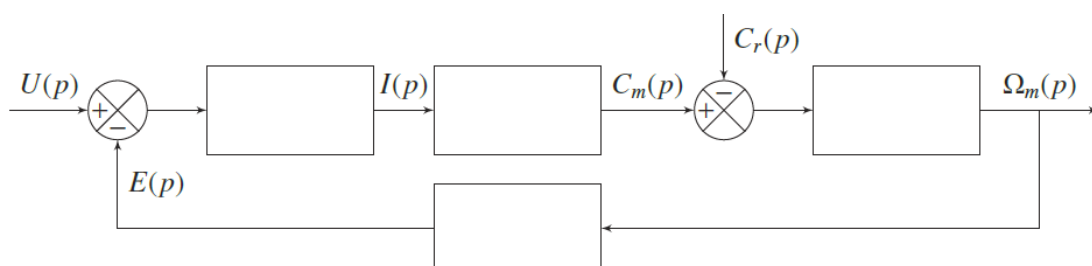 C_r(p)
U(p) I(p) C_m(p) Ω_m(p)
+ − + −
E(p)